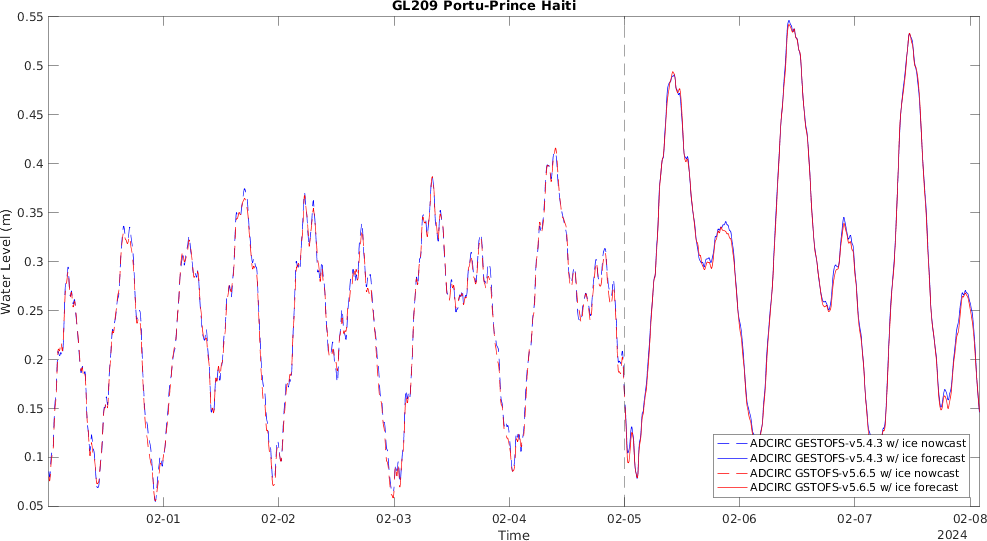 GL209 Portu-Prince Haiti
0.55
0.5
0.45
0.4
0.35
0.3
0.25
0.2
0.15
0.1
0.05
Water Level (m)
02-01
02-02
02-03
02-04
02-05
02-06
02-07
02-08
Time
2024
ADCIRC GESTOFS-v5.4.3 w/ ice nowcast
ADCIRC GESTOFS-v5.4.3 w/ ice forecast
ADCIRC GSTOFS-v5.6.5 w/ ice nowcast
ADCIRC GSTOFS-v5.6.5 w/ ice forecast